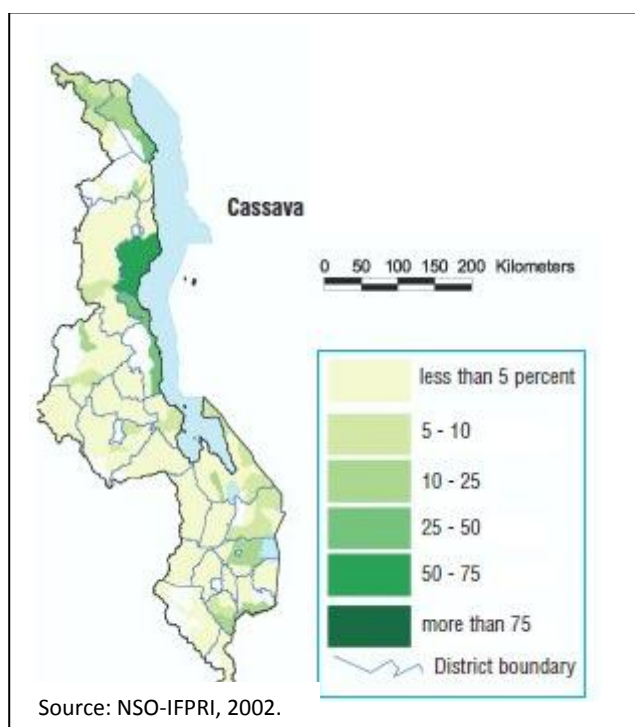 Cassava
0 50 100 150 200 Kilometers
less than 5 percent
5 - 10
10 - 25
25 - 50
50 - 75
more than 75
District boundary
Source: NSO-IFPRI, 2002.